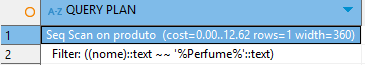 A-Z QUERY PLAN
1 Seq Scan on produto (cost=0.00..12.62 rows=1 width=360)
2 Filter: ((nome)::text ~~ '%Perfume%'::text)